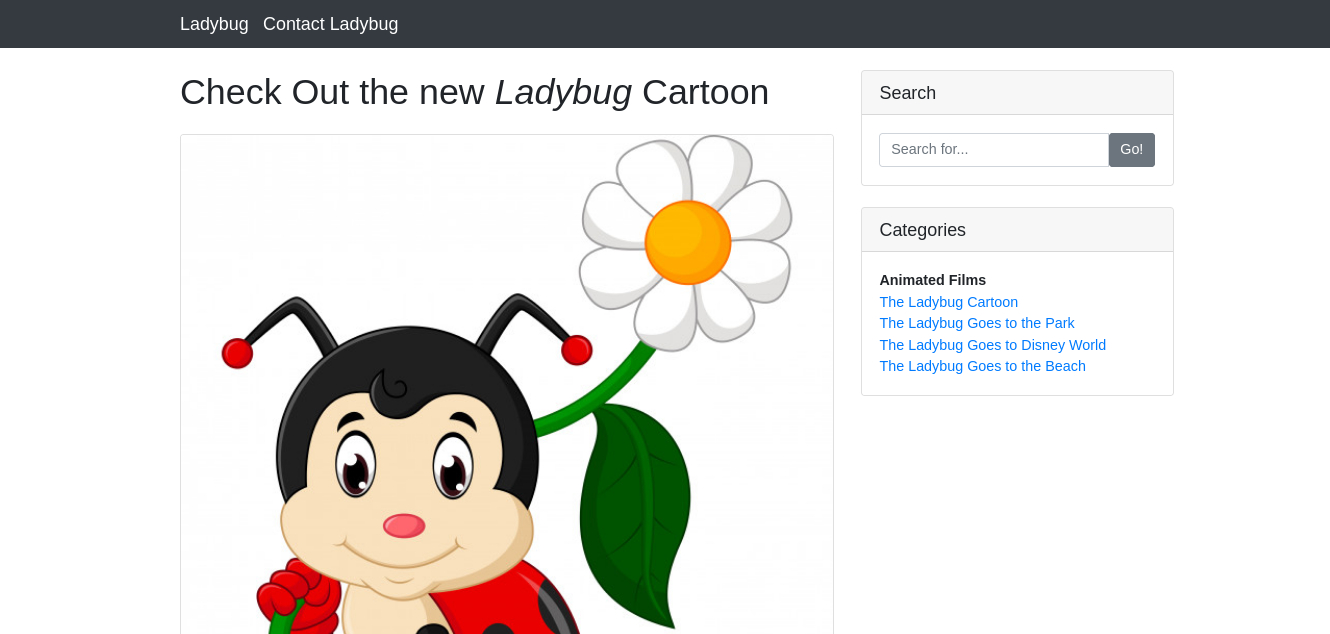 Ladybug Contact Ladybug
Check Out the new Ladybug Cartoon
Search
Search for... Go!
Categories
Animated Films
The Ladybug Cartoon
The Ladybug Goes to the Park
The Ladybug Goes to Disney World
The Ladybug Goes to the Beach